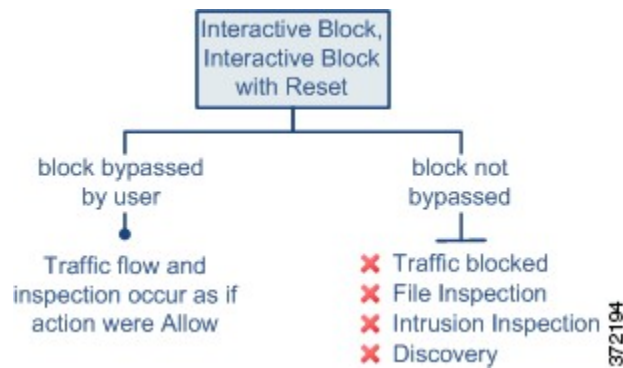 Interactive Block,
Interactive Block
with Reset
block bypassed
by user
block not
bypassed
Traffic flow and
inspection occur as if
action were Allow
Traffic blocked
File Inspection
Intrusion Inspection
Discovery
372194